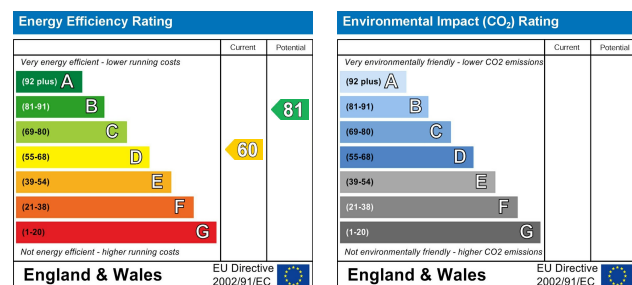 Energy Efficiency Rating
Current Potential
Very energy efficient - lower running costs
(92 plus) A
(81-91) B
81
(69-80) C
(55-68) D
60
(39-54) E
(21-38) F
(1-20) G
Not energy efficient - higher running costs
England & Wales
EU Directive
2002/91/EC
Environmental Impact (CO₂) Rating
Current Potential
Very environmentally friendly - lower CO2 emissions
(92 plus) A
(81-91) B
(69-80) C
(55-68) D
(39-54) E
(21-38) F
(1-20) G
Not environmentally friendly - higher CO2 emissions
England & Wales
EU Directive
2002/91/EC